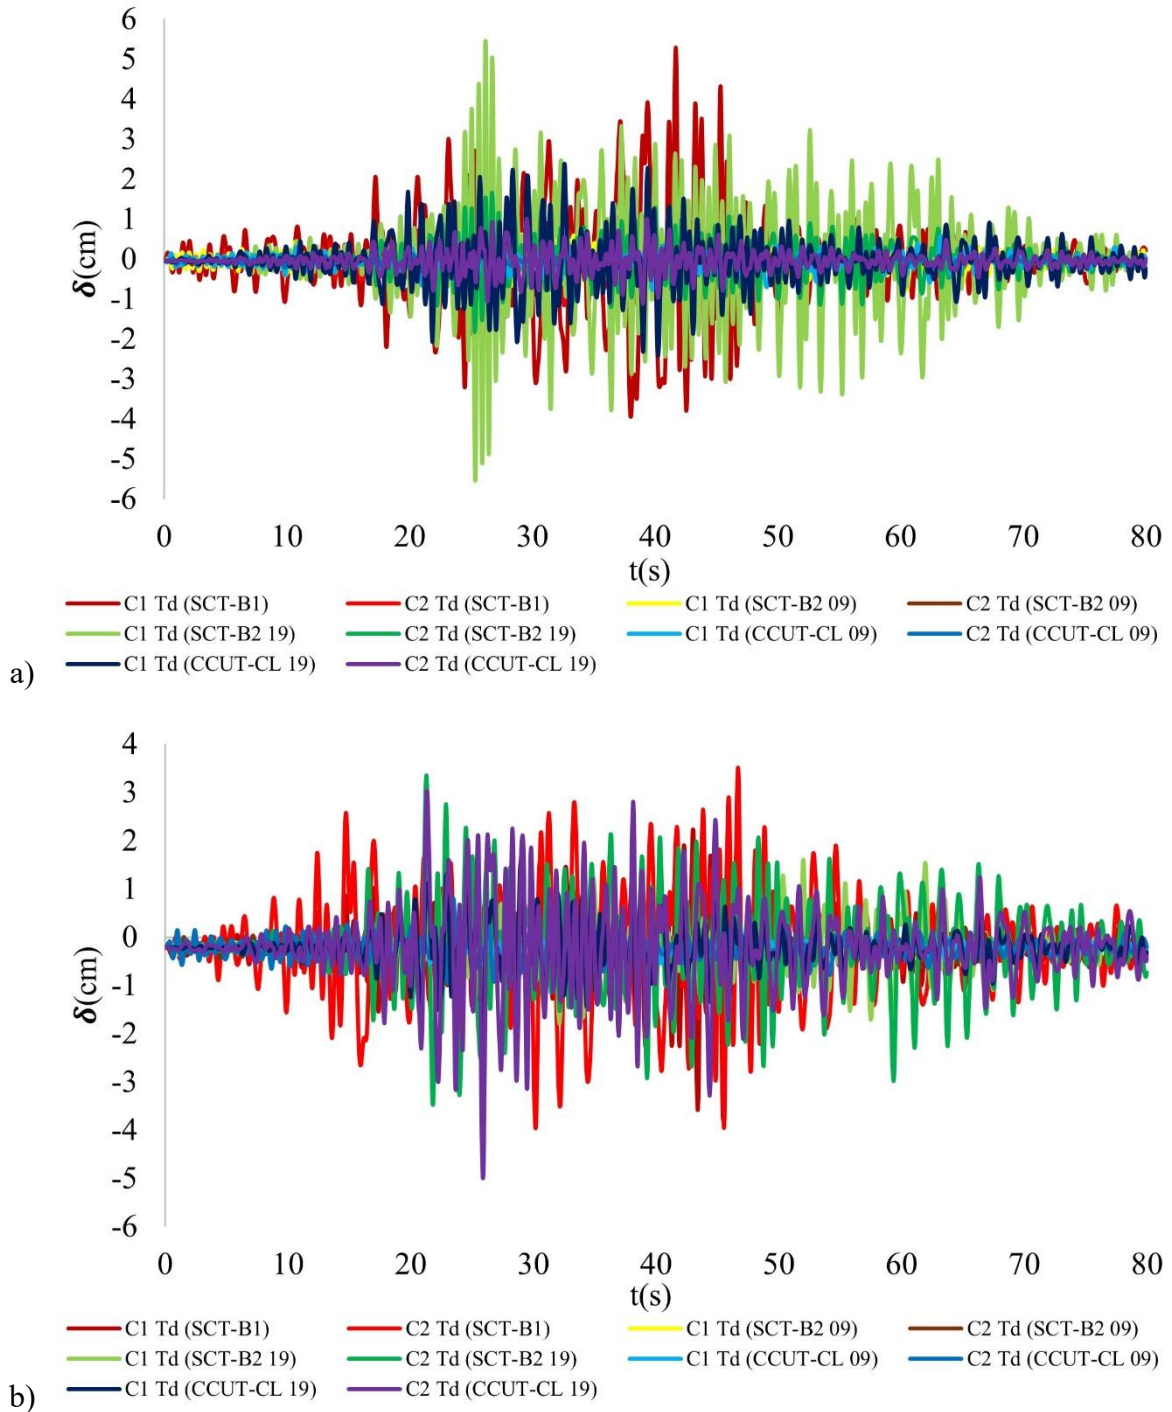 6
5
4
3
2
1
0
-1
-2
-3
-4
-5
-6
δ(cm)
0 10 20 30 40 50 60 70 80
t(s)
C1 Td (SCT-B1) C2 Td (SCT-B1) C1 Td (SCT-B2 09) C2 Td (SCT-B2 09)
C1 Td (SCT-B2 19) C2 Td (SCT-B2 19) C1 Td (CCUT-CL 09) C2 Td (CCUT-CL 09)
C1 Td (CCUT-CL 19) C2 Td (CCUT-CL 19)
a)
4
3
2
1
0
-1
-2
-3
-4
-5
-6
δ(cm)
0 10 20 30 40 50 60 70 80
t(s)
C1 Td (SCT-B1) C2 Td (SCT-B1) C1 Td (SCT-B2 09) C2 Td (SCT-B2 09)
C1 Td (SCT-B2 19) C2 Td (SCT-B2 19) C1 Td (CCUT-CL 09) C2 Td (CCUT-CL 09)
C1 Td (CCUT-CL 19) C2 Td (CCUT-CL 19)
b)